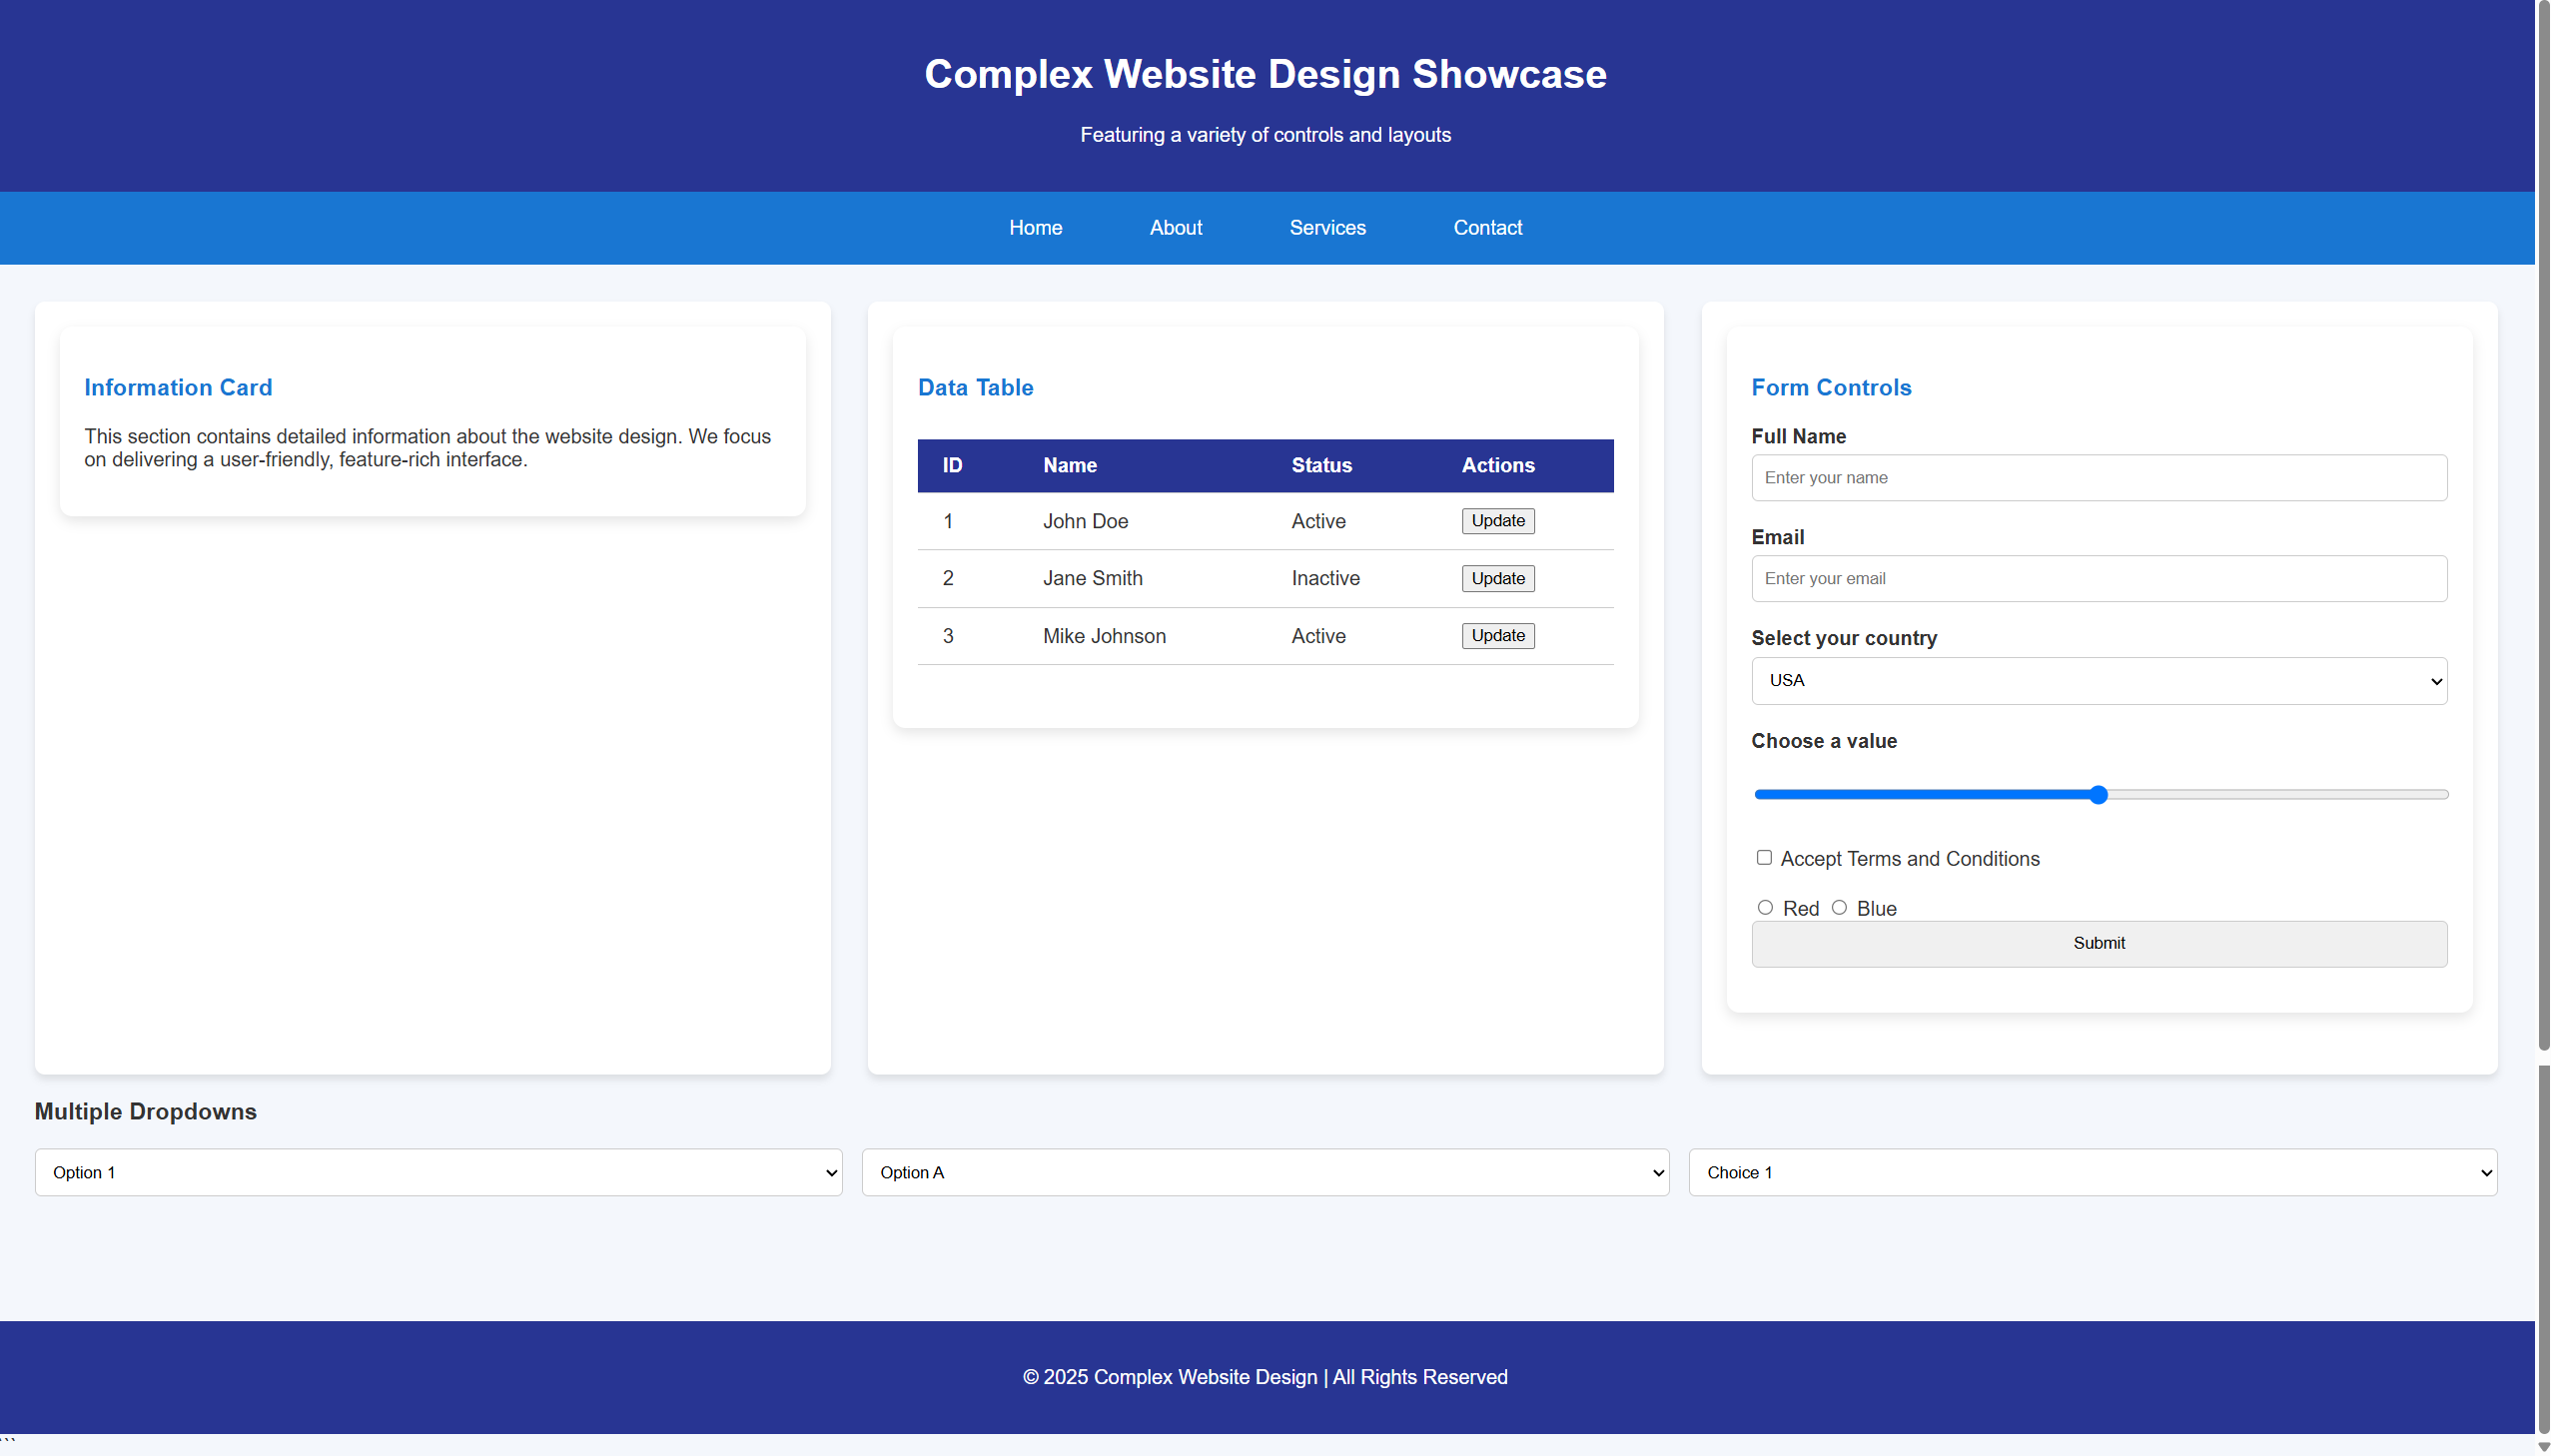 Complex Website Design Showcase
Featuring a variety of controls and layouts
Home About Services Contact
Information Card
This section contains detailed information about the website design. We focus
on delivering a user-friendly, feature-rich interface.
Data Table
ID Name Status Actions
1 John Doe Active Update
2 Jane Smith Inactive Update
3 Mike Johnson Active Update
Form Controls
Full Name
Enter your name
Email
Enter your email
Select your country
USA
Choose a value
Accept Terms and Conditions
Red Blue
Submit
Multiple Dropdowns
Option 1 Option A Choice 1
© 2025 Complex Website Design | All Rights Reserved
```